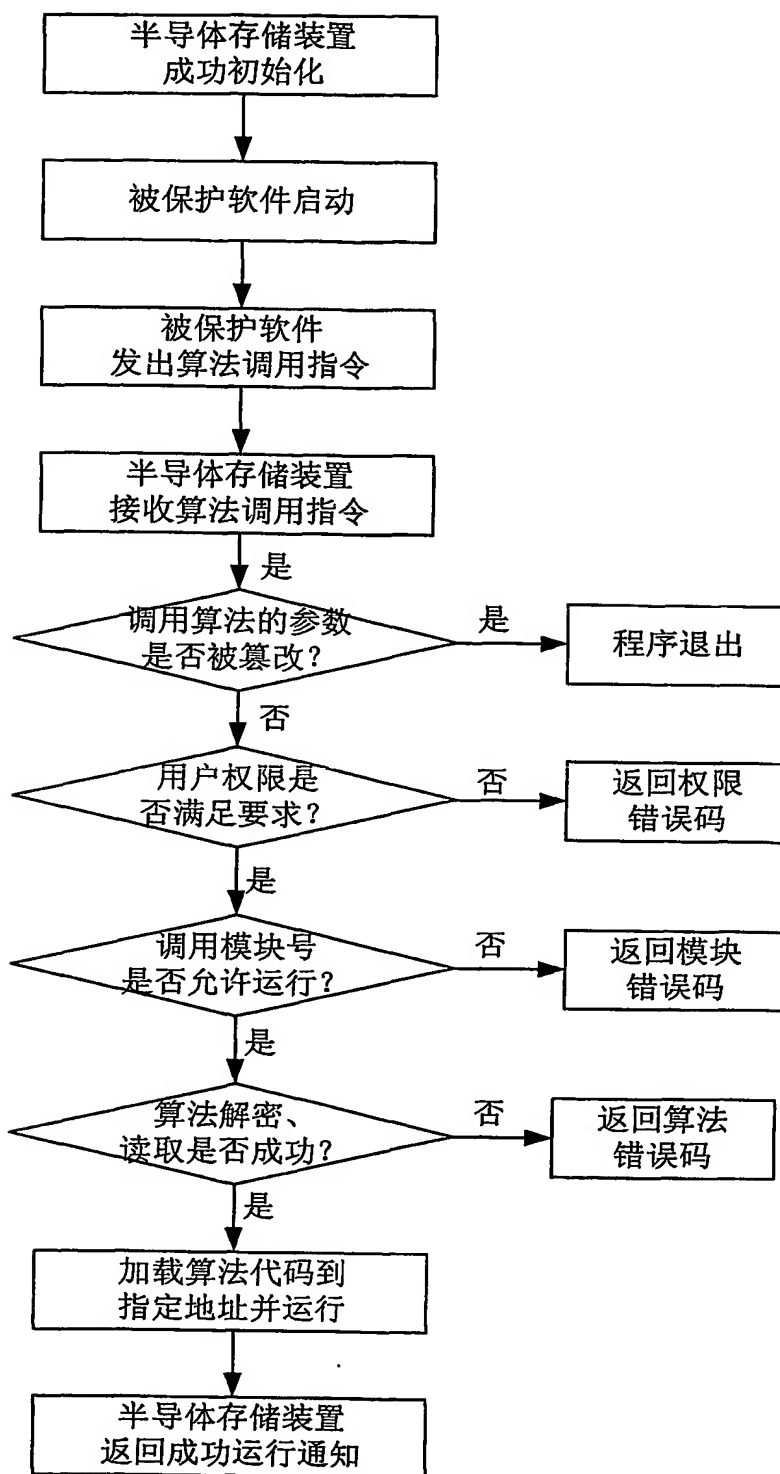 半导体存储装置
成功初始化
被保护软件启动
被保护软件
发出算法调用指令
半导体存储装置
接收算法调用指令
是
调用算法的参数
是否被篡改?
是
程序退出
否
用户权限是
否满足要求?
否
返回权限
错误码
是
调用模块号
是否允许运行?
否
返回模块
错误码
是
算法解密、
读取是否成功?
否
返回算法
错误码
是
加载算法代码到
指定地址并运行
半导体存储装置
返回成功运行通知